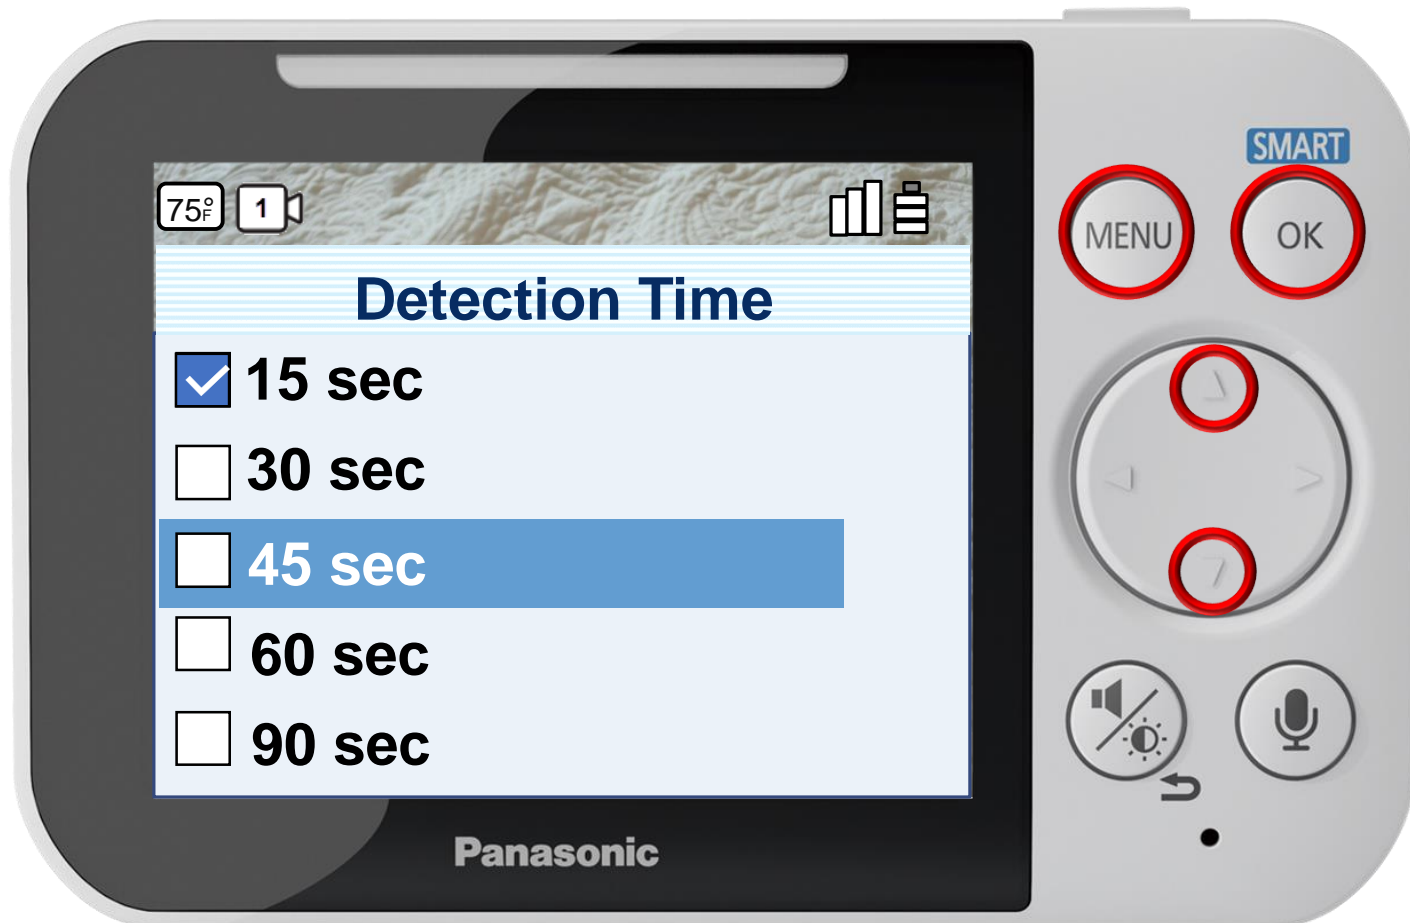 SMART
75°F 1
MENU OK
Detection Time
15 sec
30 sec
45 sec
60 sec
90 sec
Panasonic